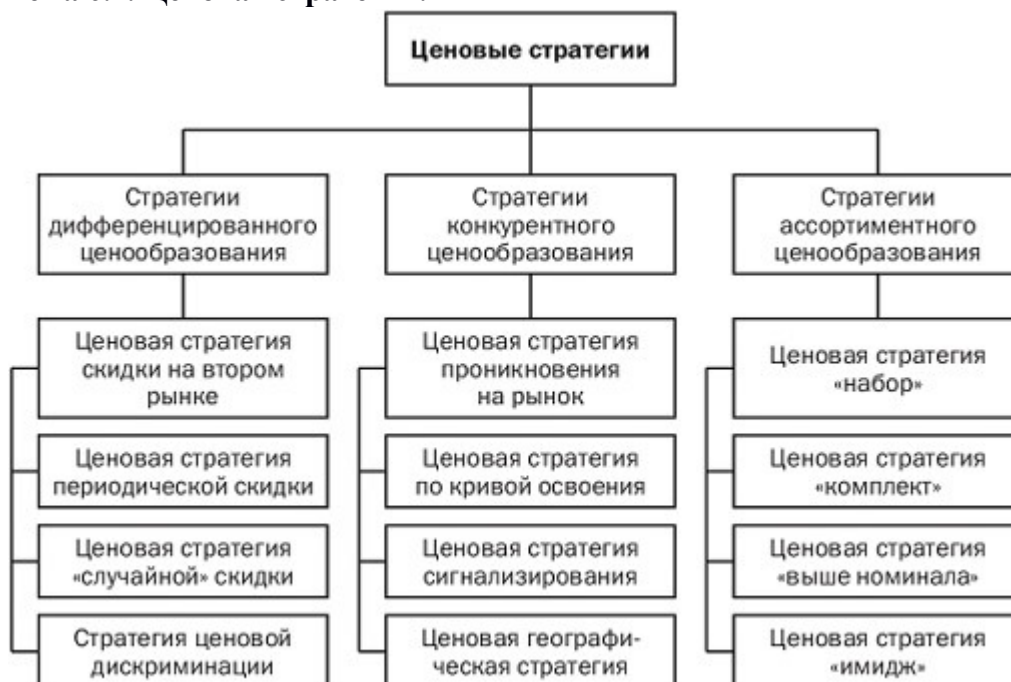 Ценовые стратегии
Стратегии
дифференцированного
ценообразования
Стратегии
конкурентного
ценообразования
Стратегии
ассортиментного
ценообразования
Ценовая стратегия
скидки на втором
рынке
Ценовая стратегия
проникновения
на рынок
Ценовая стратегия
«набор»
Ценовая стратегия
периодической скидки
Ценовая стратегия
по кривой освоения
Ценовая стратегия
«комплект»
Ценовая стратегия
«случайной» скидки
Ценовая стратегия
сигнализирования
Ценовая стратегия
«выше номинала»
Стратегия ценовой
дискриминации
Ценовая географи-
ческая стратегия
Ценовая стратегия
«имидж»